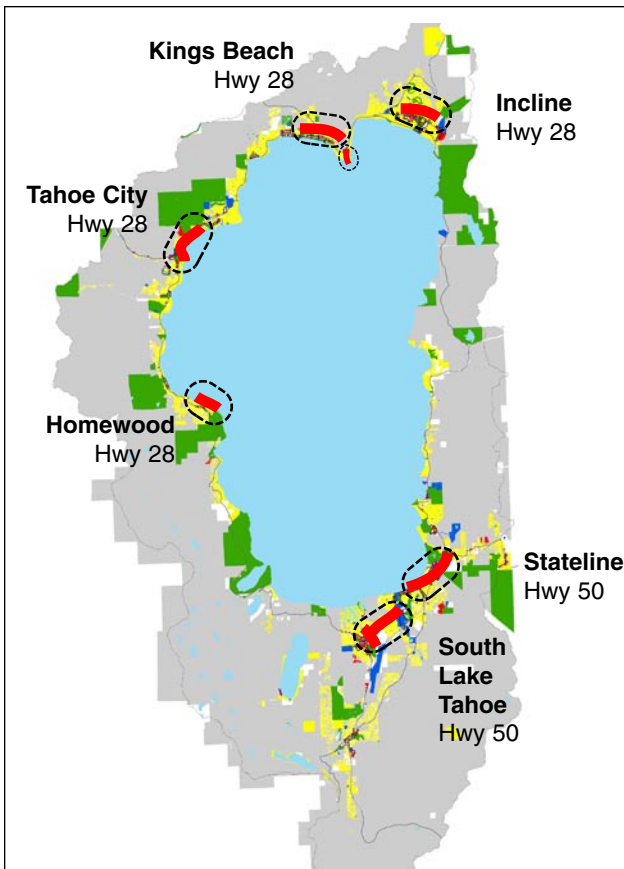 Kings Beach
Hwy 28
Incline
Hwy 28
Tahoe City
Hwy 28
Homewood
Hwy 28
Stateline
Hwy 50
South
Lake
Tahoe
Hwy 50